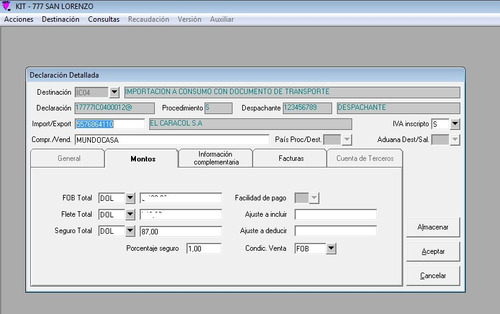 KIT - 777 SAN LORENZO
Acciones Destinación Consultas Recaudación Versión Auxiliar
Declaración Detallada
Destinación IC04 IMPORTACION A CONSUMO CON DOCUMENTO DE TRANSPORTE
Declaración 17777IC0400012@ Procedimiento S Despachante 123456789 DESPACHANTE
Import/Export EL CARACOL S.A IVA inscripto S
Compr./Vend. MUNDOCASA País Proc/Dest. Aduana Dest/Sal.
General Montos Información complementaria Facturas Cuenta de Terceros
FOB Total DOL Facilidad de pago
Flete Total DOL Ajuste a incluir
Seguro Total DOL 87,00 Ajuste a deducir
Porcentaje seguro 1,00 Condic. Venta FOB
Almacenar
Aceptar
Cancelar